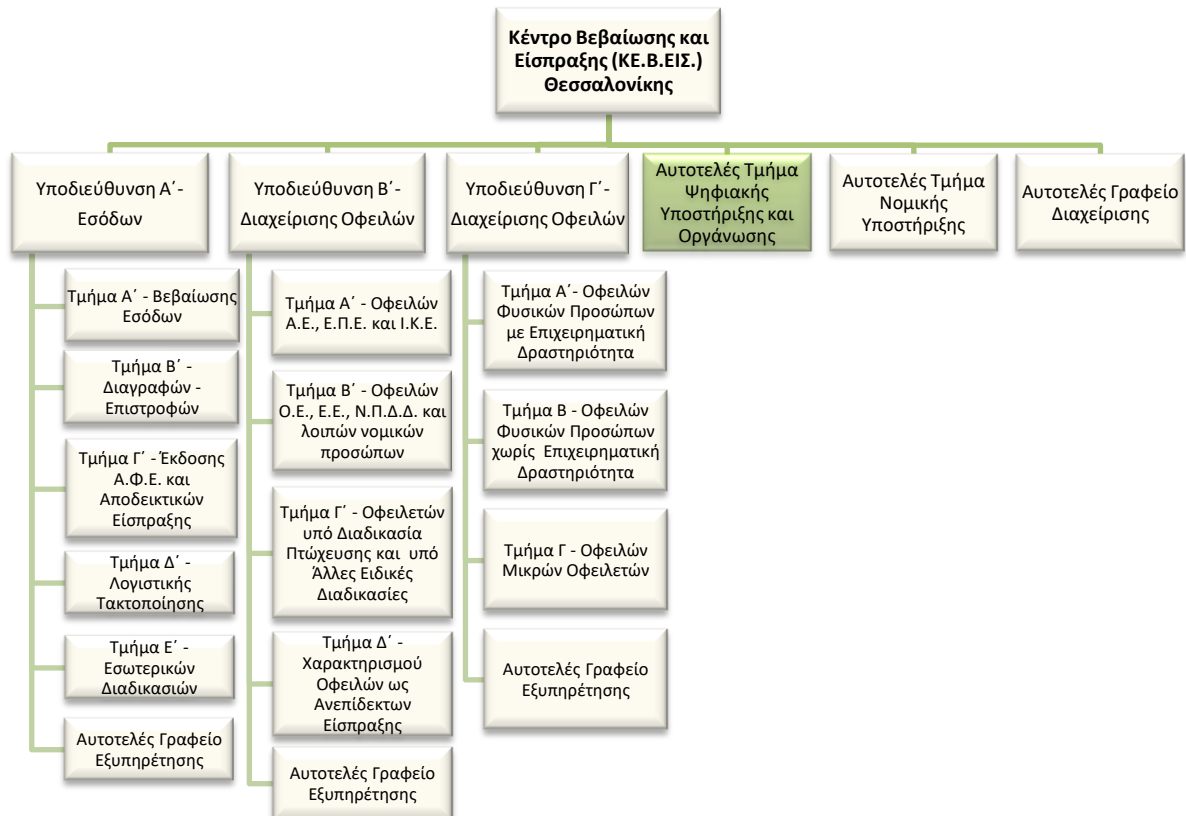 Κέντρο Βεβαίωσης και
Είσπραξης (ΚΕ.Β.ΕΙΣ.)
Θεσσαλονίκης
Υποδιεύθυνση Α΄-
Εσόδων
Υποδιεύθυνση Β΄-
Διαχείρισης Οφειλών
Υποδιεύθυνση Γ΄-
Διαχείρισης Οφειλών
Αυτοτελές Τμήμα
Ψηφιακής
Υποστήριξης και
Οργάνωσης
Αυτοτελές Τμήμα
Νομικής
Υποστήριξης
Αυτοτελές Γραφείο
Διαχείρισης
Τμήμα Α΄ - Βεβαίωσης
Εσόδων
Τμήμα Β΄ -
Διαγραφών -
Επιστροφών
Τμήμα Γ΄ - Έκδοσης
Α.Φ.Ε. και
Αποδεικτικών
Είσπραξης
Τμήμα Δ΄ -
Λογιστικής
Τακτοποίησης
Τμήμα Ε΄ -
Εσωτερικών
Διαδικασιών
Αυτοτελές Γραφείο
Εξυπηρέτησης
Τμήμα Α΄ - Οφειλών
Α.Ε., Ε.Π.Ε. και Ι.Κ.Ε.
Τμήμα Β΄ - Οφειλών
Ο.Ε., Ε.Ε., Ν.Π.Δ.Δ. και
λοιπών νομικών
προσώπων
Τμήμα Γ΄ - Οφειλετών
υπό Διαδικασία
Πτώχευσης και υπό
Άλλες Ειδικές
Διαδικασίες
Τμήμα Δ΄ -
Χαρακτηρισμού
Οφειλών ως
Ανεπίδεκτων
Είσπραξης
Αυτοτελές Γραφείο
Εξυπηρέτησης
Τμήμα Α΄- Οφειλών
Φυσικών Προσώπων
με Επιχειρηματική
Δραστηριότητα
Τμήμα Β - Οφειλών
Φυσικών Προσώπων
χωρίς Επιχειρηματική
Δραστηριότητα
Τμήμα Γ - Οφειλών
Μικρών Οφειλετών
Αυτοτελές Γραφείο
Εξυπηρέτησης